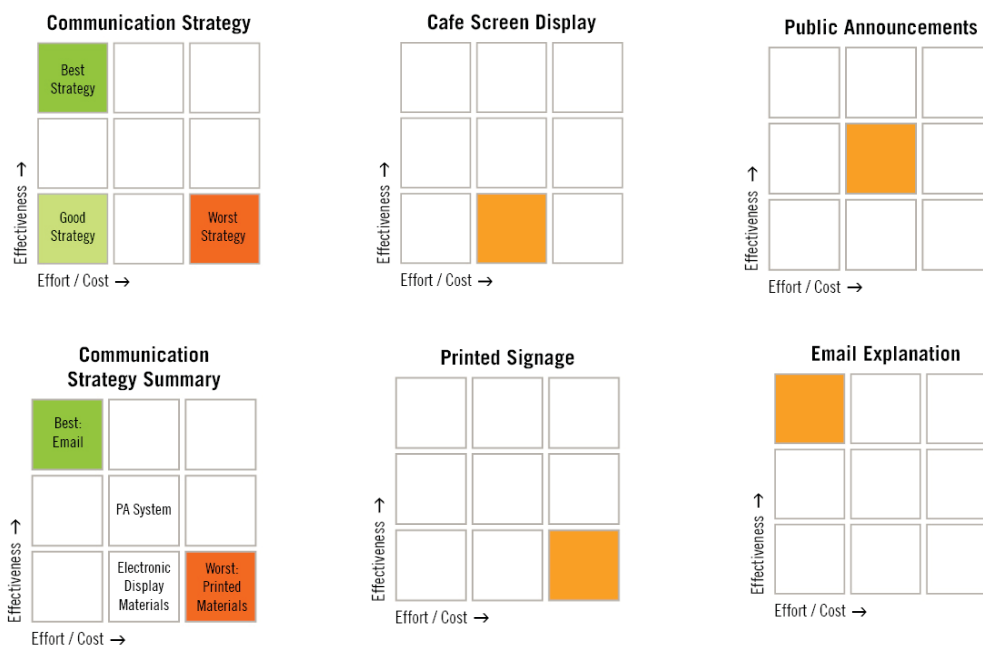 Communication Strategy
Best
Strategy
Good
Strategy
Worst
Strategy
Effectiveness →
Effort / Cost →
Cafe Screen Display
Effectiveness →
Effort / Cost →
Public Announcements
Effectiveness →
Effort / Cost →
Communication
Strategy Summary
Best:
Email
PA System
Electronic
Display
Materials
Worst:
Printed
Materials
Effectiveness →
Effort / Cost →
Printed Signage
Effectiveness →
Effort / Cost →
Email Explanation
Effectiveness →
Effort / Cost →